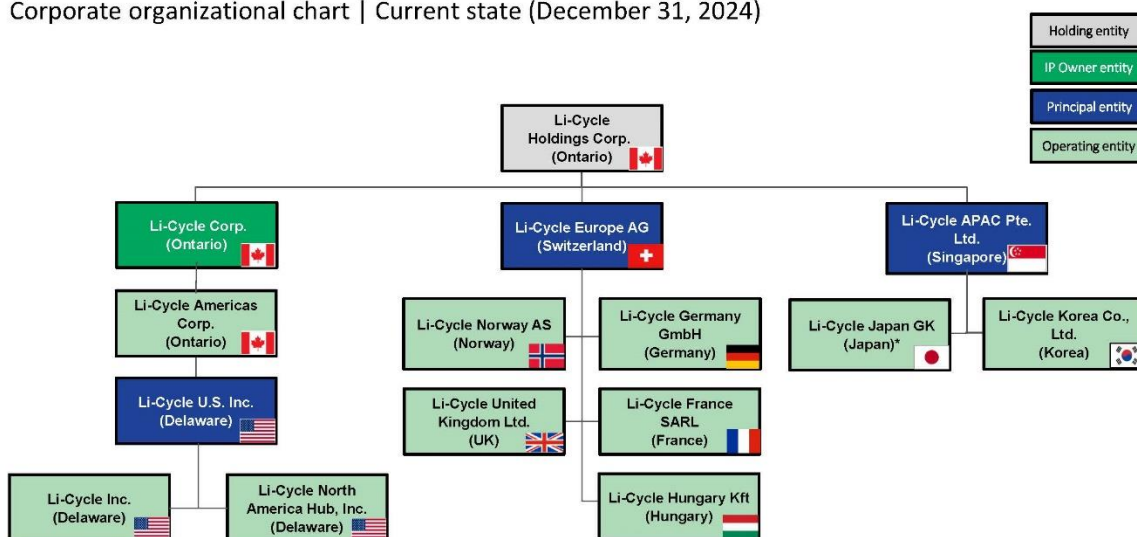 Corporate organizational chart | Current state (December 31, 2024)
Holding entity
IP Owner entity
Principal entity
Operating entity
Li-Cycle
Holdings Corp.
(Ontario)
Li-Cycle Corp.
(Ontario)
Li-Cycle Europe AG
(Switzerland)
Li-Cycle APAC Pte.
Ltd.
(Singapore)
Li-Cycle Americas
Corp.
(Ontario)
Li-Cycle Norway AS
(Norway)
Li-Cycle Germany
GmbH
(Germany)
Li-Cycle Japan GK
(Japan)*
Li-Cycle Korea Co.,
Ltd.
(Korea)
Li-Cycle U.S. Inc.
(Delaware)
Li-Cycle United
Kingdom Ltd.
(UK)
Li-Cycle France
SARL
(France)
Li-Cycle Inc.
(Delaware)
Li-Cycle North
America Hub, Inc.
(Delaware)
Li-Cycle Hungary Kft
(Hungary)